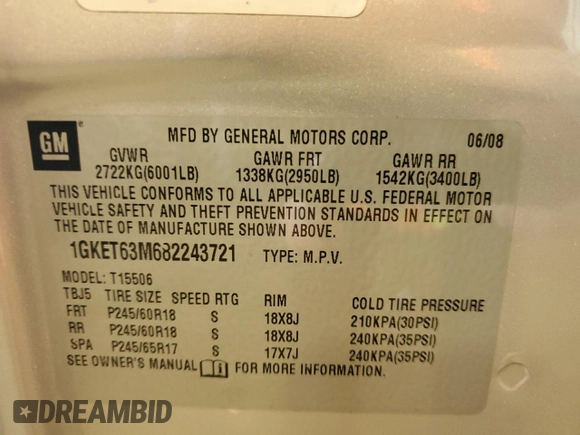 GM
MFD BY GENERAL MOTORS CORP. 06/08
GVWR GAWR FRT GAWR RR
2722KG(6001LB) 1338KG(2950LB) 1542KG(3400LB)
THIS VEHICLE CONFORMS TO ALL APPLICABLE U.S. FEDERAL MOTOR
VEHICLE SAFETY AND THEFT PREVENTION STANDARDS IN EFFECT ON
THE DATE OF MANUFACTURE SHOWN ABOVE.
1GKET63M682243721 TYPE: M.P.V.
MODEL: T15506
TBJ5 TIRE SIZE SPEED RTG RIM COLD TIRE PRESSURE
FRT P245/60R18 S 18X8J 210KPA(30PSI)
RR P245/60R18 S 18X8J 240KPA(35PSI)
SPA P245/65R17 S 17X7J 240KPA(35PSI)
SEE OWNER'S MANUAL FOR MORE INFORMATION.
DREAMBID